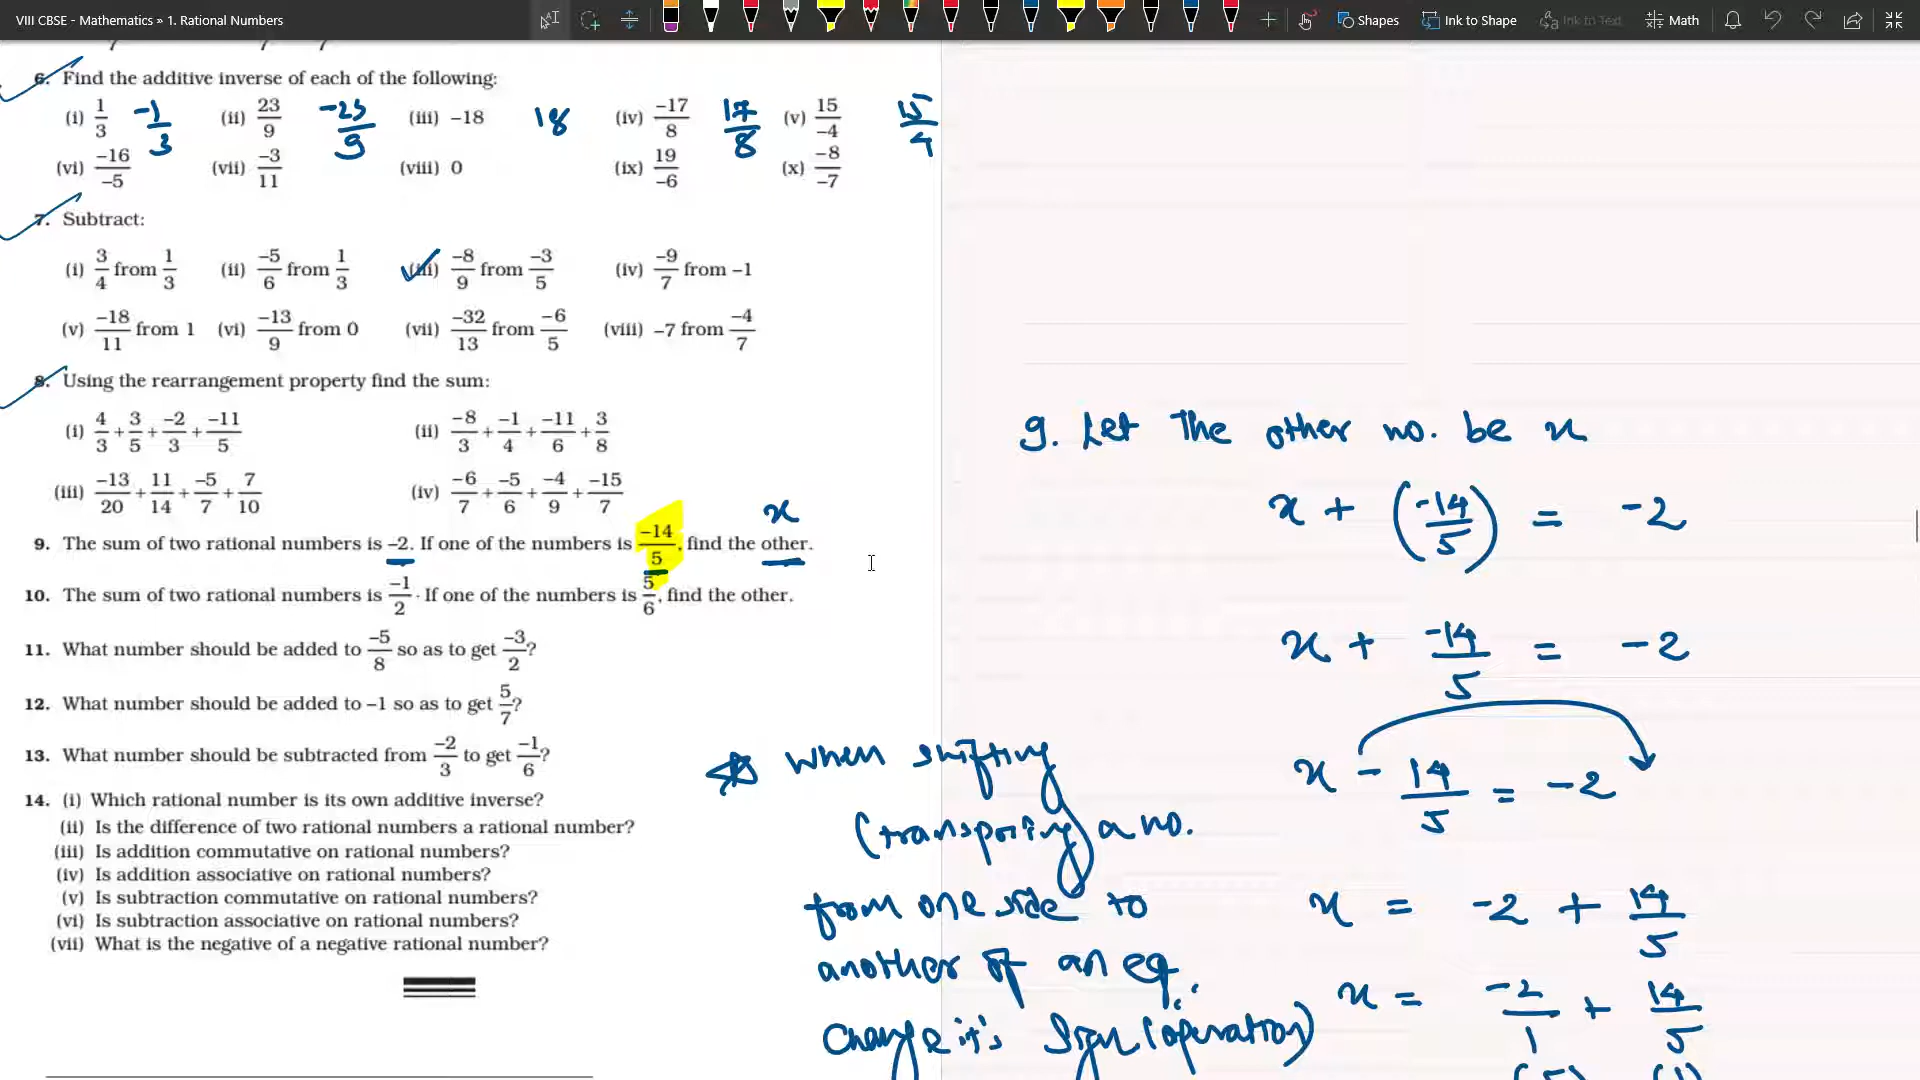 VIII CBSE - Mathematics » 1. Rational Numbers
Shapes Ink to Shape Ink to Text Math
7 7 7
6. Find the additive inverse of each of the following:
(i) 1/3 -1/3 (ii) 23/9 -23/9 (iii) –18 18 (iv) –17/8 17/8 (v) 15/–4 15/4
(vi) –16/–5 (vii) –3/11 (viii) 0 (ix) 19/–6 (x) –8/–7
7. Subtract:
(i) 3/4 from 1/3 (ii) –5/6 from 1/3 (iii) –8/9 from –3/5 (iv) –9/7 from –1
(v) –18/11 from 1 (vi) –13/9 from 0 (vii) –32/13 from –6/5 (viii) –7 from –4/7
8. Using the rearrangement property find the sum:
(i) 4/3 + 3/5 + –2/3 + –11/5 (ii) –8/3 + –1/4 + –11/6 + 3/8
(iii) –13/20 + 11/14 + –5/7 + 7/10 (iv) –6/7 + –5/6 + –4/9 + –15/7
x
9. The sum of two rational numbers is –2. If one of the numbers is –14/5, find the other.
10. The sum of two rational numbers is –1/2. If one of the numbers is 5/6, find the other.
11. What number should be added to –5/8 so as to get –3/2?
12. What number should be added to –1 so as to get 5/7?
13. What number should be subtracted from –2/3 to get –1/6?
14. (i) Which rational number is its own additive inverse?
(ii) Is the difference of two rational numbers a rational number?
(iii) Is addition commutative on rational numbers?
(iv) Is addition associative on rational numbers?
(v) Is subtraction commutative on rational numbers?
(vi) Is subtraction associative on rational numbers?
(vii) What is the negative of a negative rational number?
9. Let The other no. be x
x + (-14/5) = -2
x + -14/5 = -2
x - 14/5 = -2
x = -2 + 14/5
x = -2/1 + 14/5
(5) (1)
When shifting
(transposing) a no.
from one side to
another of an eq.
change it's sign (operation)